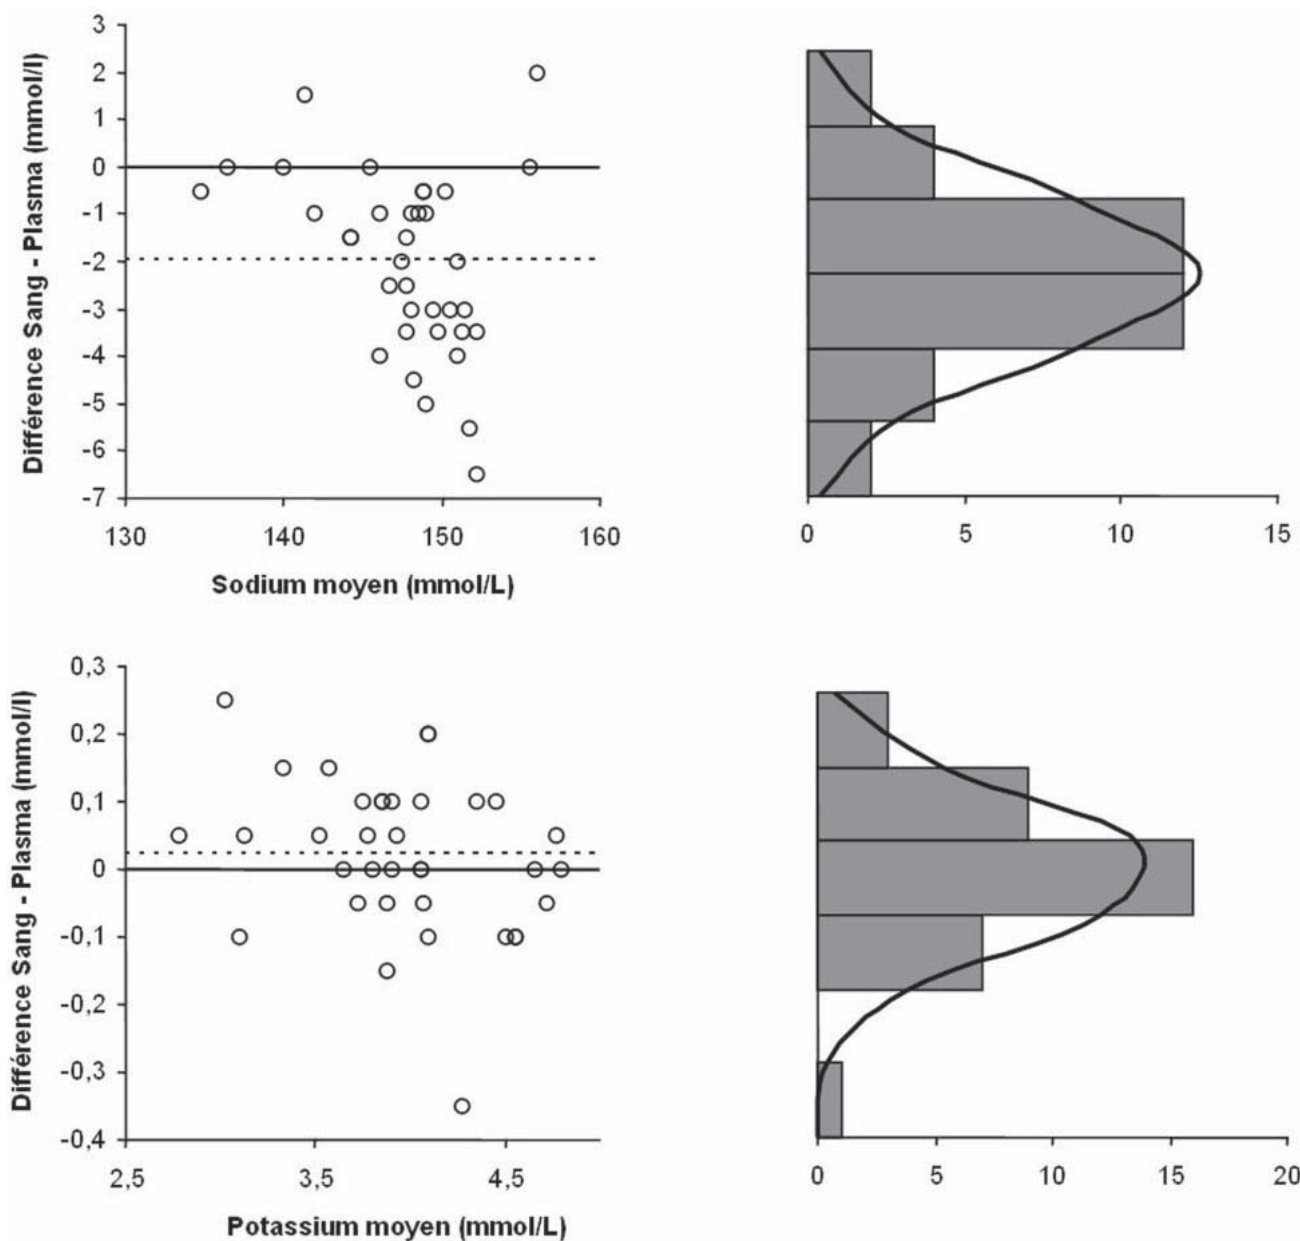 Différence Sang - Plasma (mmol/l)
3
2
1
0
-1
-2
-3
-4
-5
-6
-7
130 140 150 160
Sodium moyen (mmol/L)
0 5 10 15
Différence Sang - Plasma (mmol/l)
0,3
0,2
0,1
0
-0,1
-0,2
-0,3
-0,4
2,5 3,5 4,5
Potassium moyen (mmol/L)
0 5 10 15 20